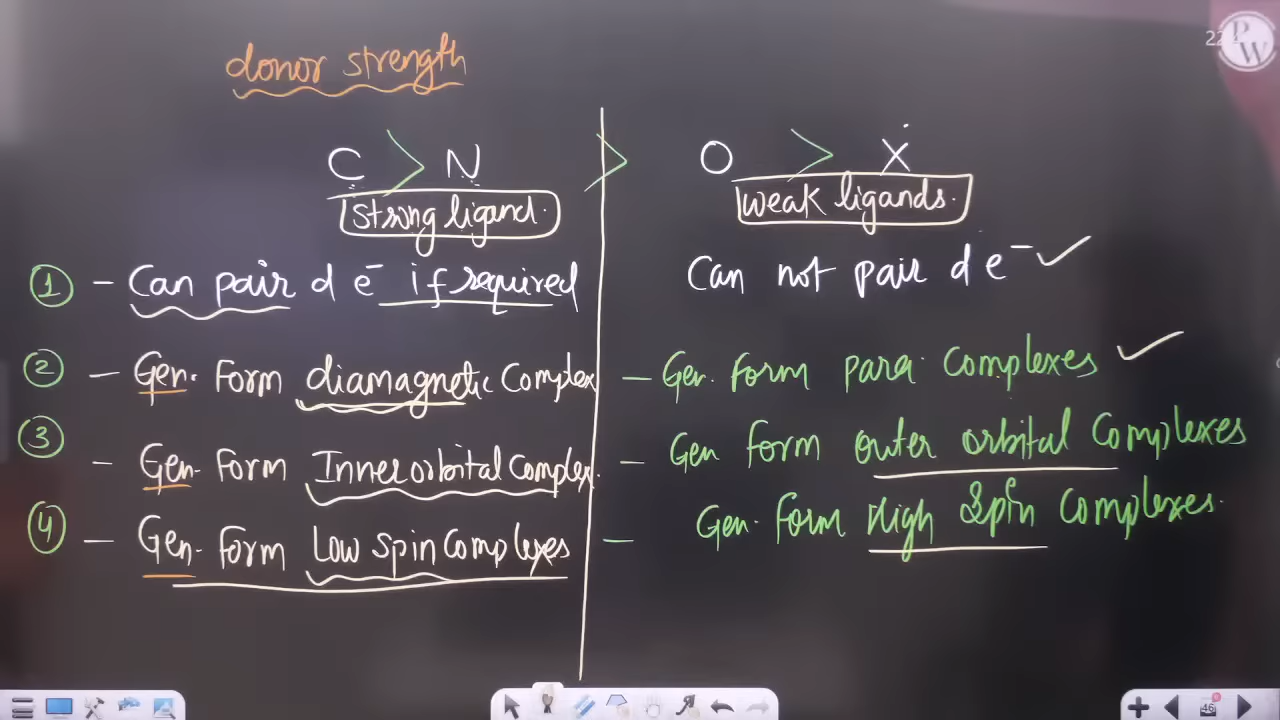 donor strength
C > N > O > X
Strong ligand.
weak ligands.
① - Can pair d e⁻ if required
Can not pair d e⁻ ✓
② - Gen. Form diamagnetic Complex
- Gen. form para. Complexes ✓
③ - Gen. Form Inner orbital Complex.
- Gen form outer orbital Complexes
④ - Gen. form Low spin Complexes
- Gen. form High Spin Complexes.
PW
46